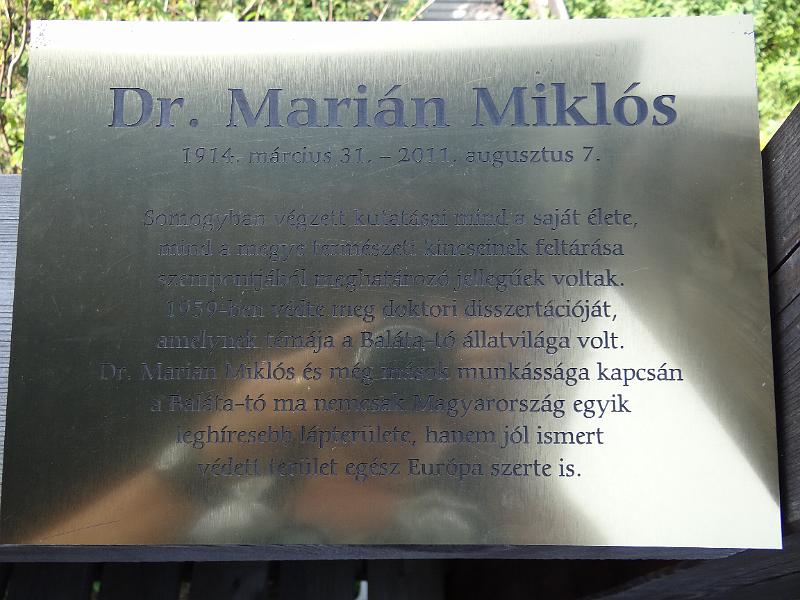 Dr. Marián Miklós
1914. március 31. – 2011. augusztus 7.
Somogyban végzett kutatásai mind a saját élete,
mind a megye természeti kincseinek feltárása
szempontjából meghatározó jellegűek voltak.
1959-ben védte meg doktori disszertációját,
amelynek témája a Baláta-tó állatvilága volt.
Dr. Marián Miklós és még mások munkássága kapcsán
a Baláta-tó ma nemcsak Magyarország egyik
leghíresebb lápterülete, hanem jól ismert
védett terület egész Európa szerte is.